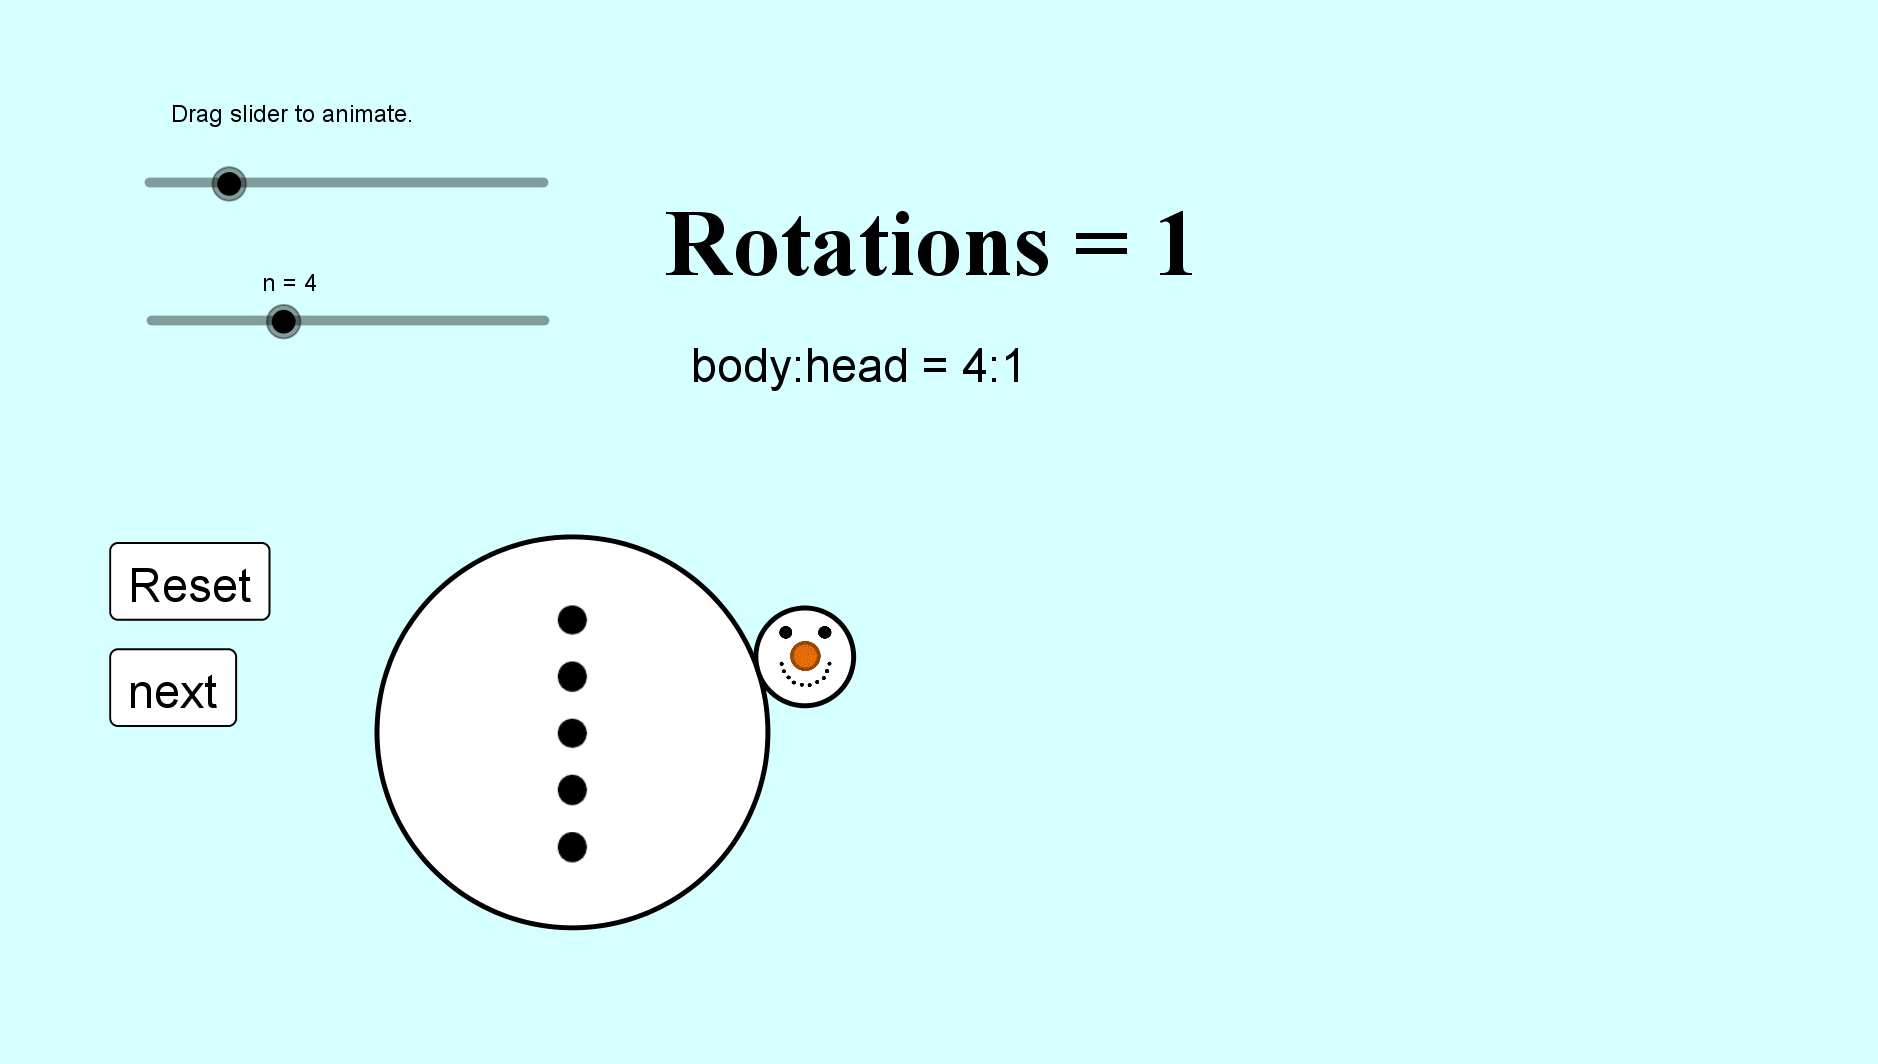 Drag slider to animate.
Rotations = 1
n = 4
body:head = 4:1
Reset
next